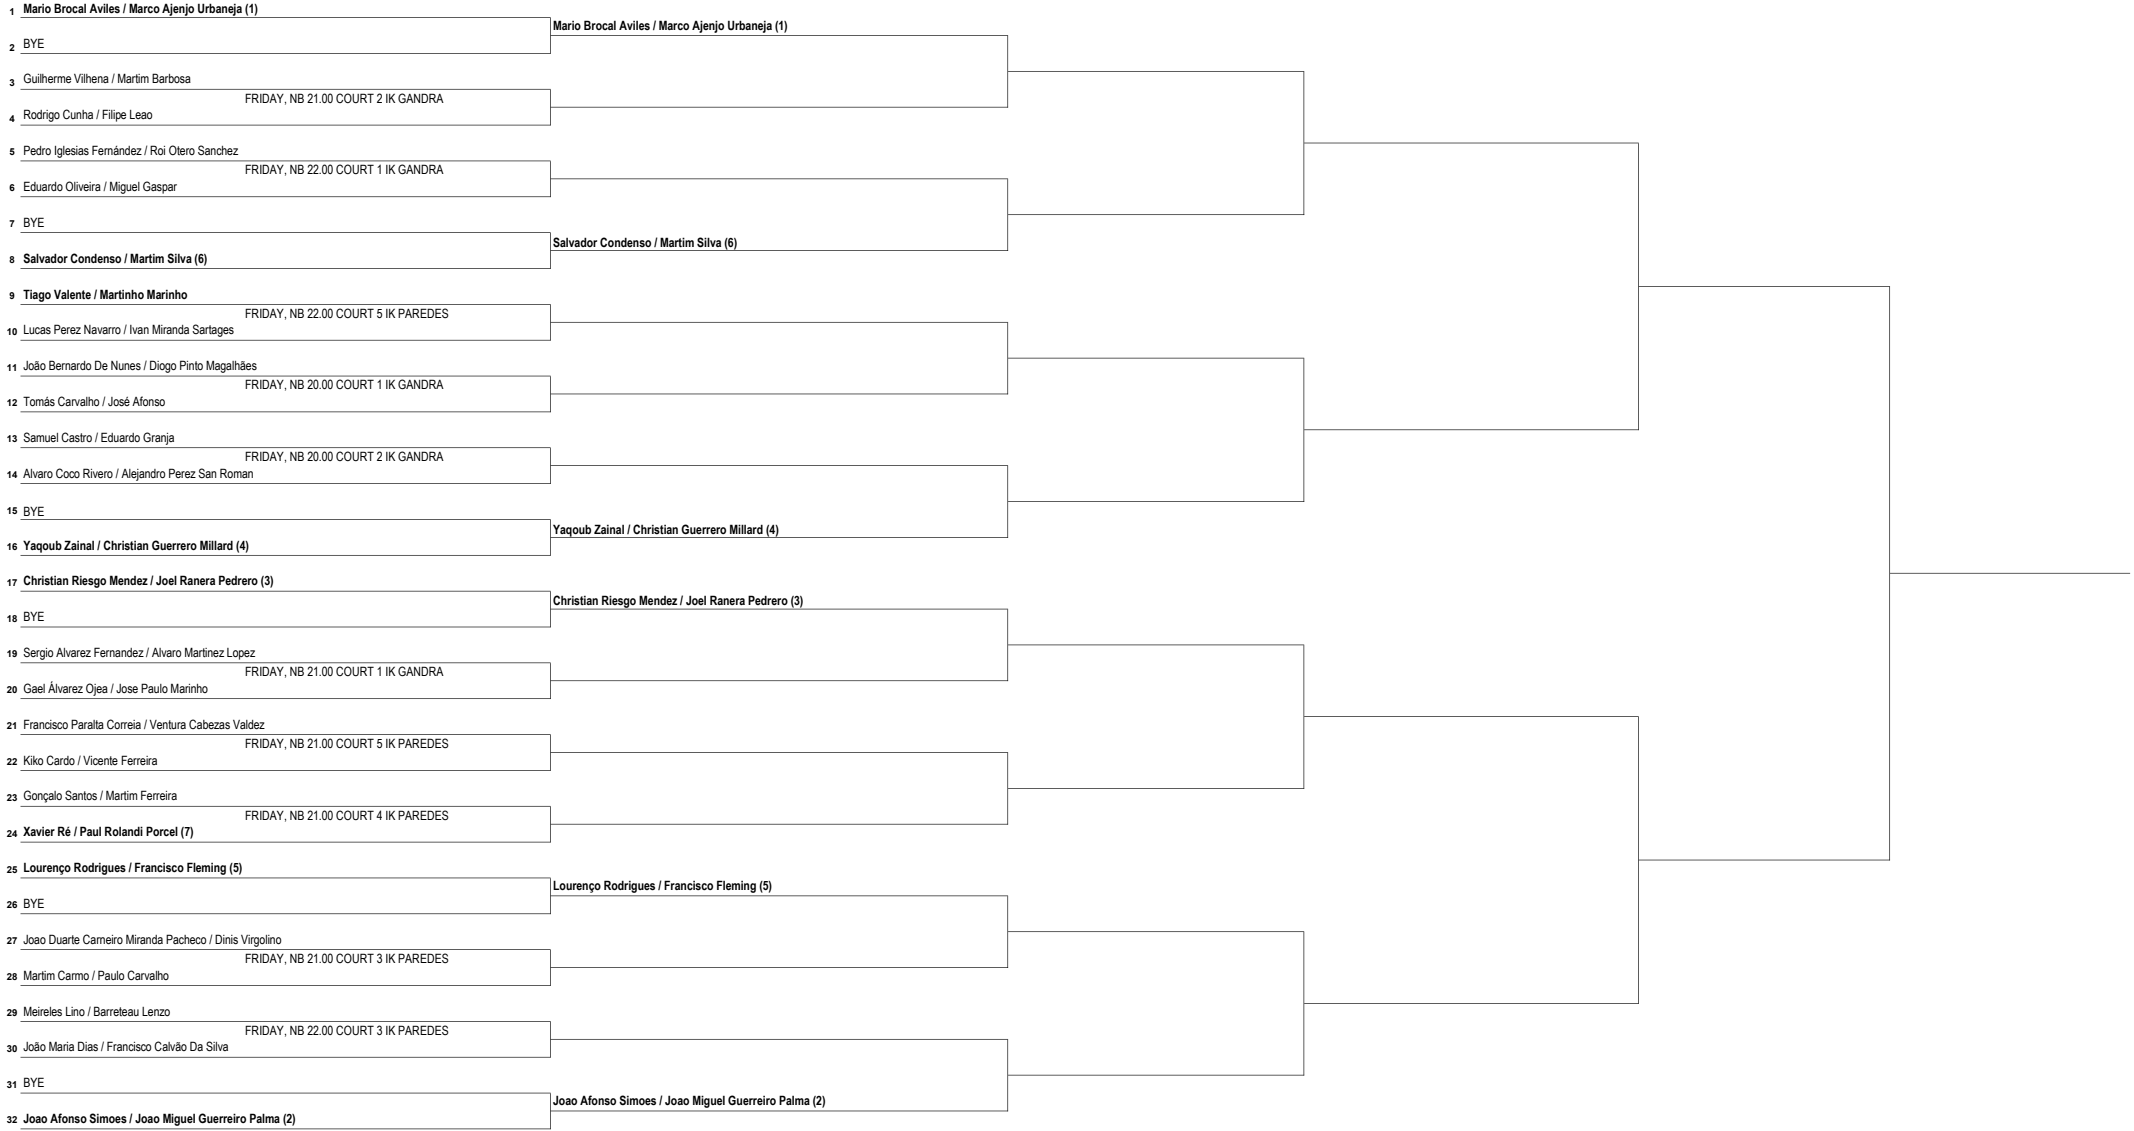 1 Mario Brocal Aviles / Marco Ajenjo Urbaneja (1)
Mario Brocal Aviles / Marco Ajenjo Urbaneja (1)
2 BYE
3 Guilherme Vilhena / Martim Barbosa
FRIDAY, NB 21.00 COURT 2 IK GANDRA
4 Rodrigo Cunha / Filipe Leao
5 Pedro Iglesias Fernández / Roi Otero Sanchez
FRIDAY, NB 22.00 COURT 1 IK GANDRA
6 Eduardo Oliveira / Miguel Gaspar
7 BYE
Salvador Condenso / Martim Silva (6)
8 Salvador Condenso / Martim Silva (6)
9 Tiago Valente / Martinho Marinho
FRIDAY, NB 22.00 COURT 5 IK PAREDES
10 Lucas Perez Navarro / Ivan Miranda Sartages
11 João Bernardo De Nunes / Diogo Pinto Magalhães
FRIDAY, NB 20.00 COURT 1 IK GANDRA
12 Tomás Carvalho / José Afonso
13 Samuel Castro / Eduardo Granja
FRIDAY, NB 20.00 COURT 2 IK GANDRA
14 Alvaro Coco Rivero / Alejandro Perez San Roman
15 BYE
Yaqoub Zainal / Christian Guerrero Millard (4)
16 Yaqoub Zainal / Christian Guerrero Millard (4)
17 Christian Riesgo Mendez / Joel Ranera Pedrero (3)
Christian Riesgo Mendez / Joel Ranera Pedrero (3)
18 BYE
19 Sergio Alvarez Fernandez / Alvaro Martinez Lopez
FRIDAY, NB 21.00 COURT 1 IK GANDRA
20 Gael Álvarez Ojea / Jose Paulo Marinho
21 Francisco Paralta Correia / Ventura Cabezas Valdez
FRIDAY, NB 21.00 COURT 5 IK PAREDES
22 Kiko Cardo / Vicente Ferreira
23 Gonçalo Santos / Martim Ferreira
FRIDAY, NB 21.00 COURT 4 IK PAREDES
24 Xavier Ré / Paul Rolandi Porcel (7)
25 Lourenço Rodrigues / Francisco Fleming (5)
Lourenço Rodrigues / Francisco Fleming (5)
26 BYE
27 Joao Duarte Carneiro Miranda Pacheco / Dinis Virgolino
FRIDAY, NB 21.00 COURT 3 IK PAREDES
28 Martim Carmo / Paulo Carvalho
29 Meireles Lino / Barreteau Lenzo
FRIDAY, NB 22.00 COURT 3 IK PAREDES
30 João Maria Dias / Francisco Calvão Da Silva
31 BYE
Joao Afonso Simoes / Joao Miguel Guerreiro Palma (2)
32 Joao Afonso Simoes / Joao Miguel Guerreiro Palma (2)